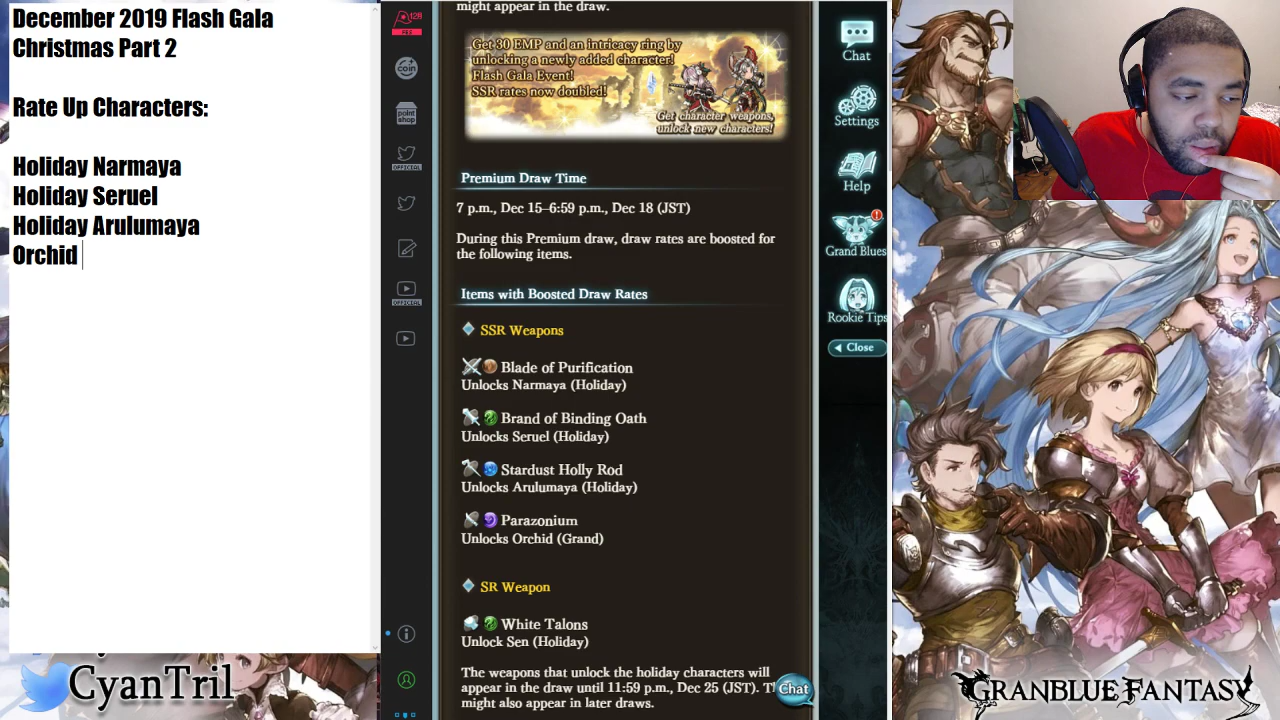 December 2019 Flash Gala
Christmas Part 2
Rate Up Characters:
Holiday Narmaya
Holiday Seruel
Holiday Arulumaya
Orchid
CyanTril
coin
point
shop
OFFICIAL
OFFICIAL
might appear in the draw.
Get 30 EMP and an intricacy ring by
unlocking a newly added character!
Flash Gala Event!
SSR rates now doubled!
Get character weapons,
unlock new characters!
Premium Draw Time
7 p.m., Dec 15–6:59 p.m., Dec 18 (JST)
During this Premium draw, draw rates are boosted for
the following items.
Items with Boosted Draw Rates
SSR Weapons
Blade of Purification
Unlocks Narmaya (Holiday)
Brand of Binding Oath
Unlocks Seruel (Holiday)
Stardust Holly Rod
Unlocks Arulumaya (Holiday)
Parazonium
Unlocks Orchid (Grand)
SR Weapon
White Talons
Unlock Sen (Holiday)
The weapons that unlock the holiday characters will
appear in the draw until 11:59 p.m., Dec 25 (JST).
might also appear in later draws.
Chat
Chat
Settings
Help
Grand Blues
Rookie Tips
Close
GRANBLUE FANTASY